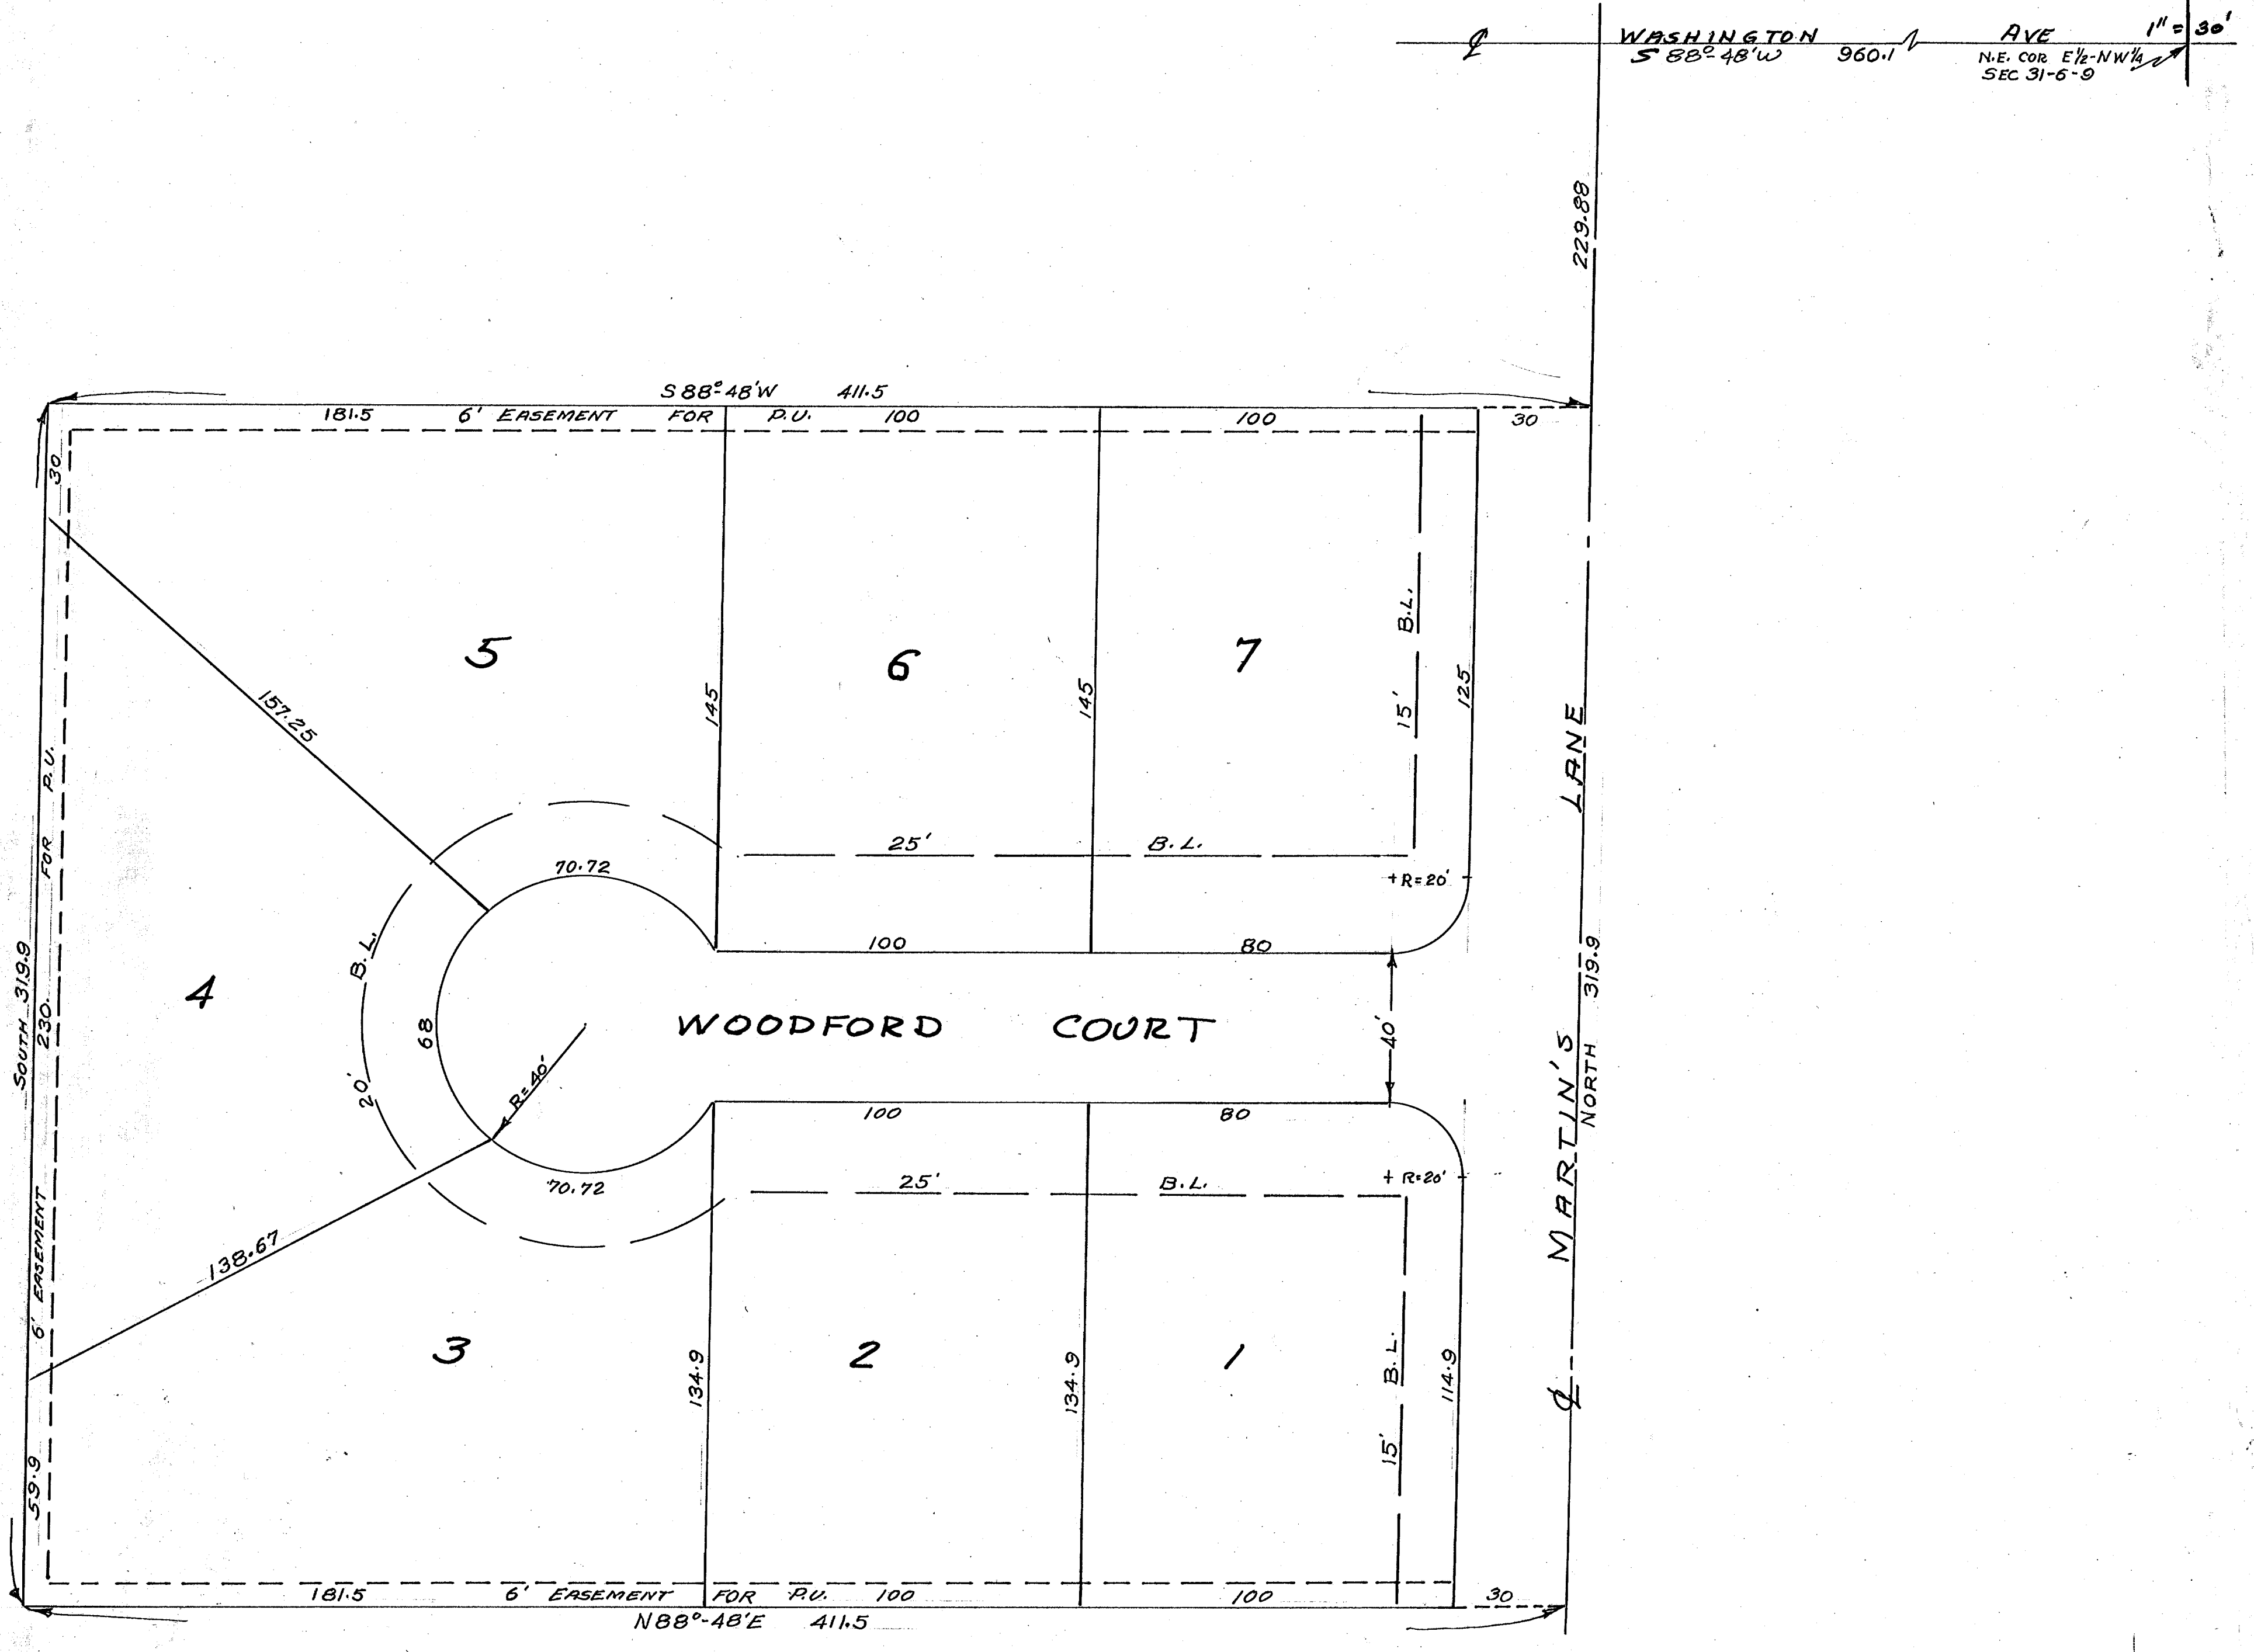 ℄ WASHINGTON AVE 1" = 30'
S 88°-48'W 960.1 N.E. COR E½-NW¼
SEC 31-6-9
229.88
S 88°-48'W 411.5
181.5 6' EASEMENT FOR P.U. 100 100 30
30
157.25
5
145
6
145
7
15' B.L.
125
25' B.L.
70.72
R=20'
100 80
SOUTH 319.9
6' EASEMENT 230. FOR P.U.
4
20' B.L.
68
R=40'
WOODFORD COURT
40'
℄ MARTIN'S LANE
NORTH 319.9
100 80
70.72
25' B.L.
R=20'
138.67
59.9
3
134.9
2
134.9
1
15' B.L.
114.9
181.5 6' EASEMENT FOR P.U. 100 100 30
N88°-48'E 411.5